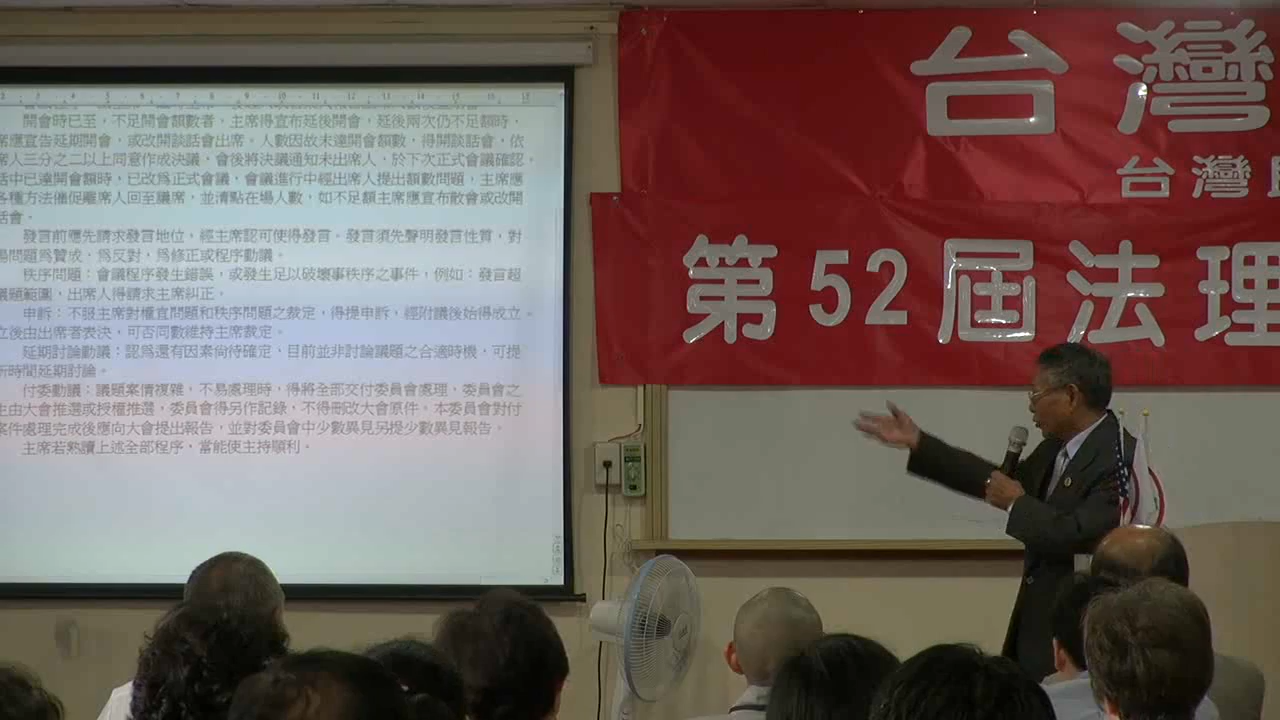 開會時已至，不足開會額數者，主席得宣布延後開會，延後兩次仍不足額時，
席應宣告延期開會，或改開談話會出席。人數因故未達開會額數，得開談話會，依
席人三分之二以上同意作成決議，會後將決議通知未出席人，於下次正式會議確認。
話中已達開會額時，已改為正式會議，會議進行中經出席人提出額數問題，主席應
各種方法催促離席人回至議席，並清點在場人數，如不足額主席應宣布散會或改開
話會。
發言前應先請求發言地位，經主席認可使得發言。發言須先聲明發言性質，對
場問題為贊成、為反對，為修正或程序動議。
秩序問題：會議程序發生錯誤，或發生足以破壞事秩序之事件，例如：發言超
議題範圍，出席人得請求主席糾正。
申訴：不服主席對權宜問題和秩序問題之裁定，得提申訴，經附議後始得成立。
立後由出席者表決，可否同數維持主席裁定。
延期討論動議：認為還有因素尚待確定，目前並非討論議題之合適時機，可提
新時間延期討論。
付委動議：議題案情複雜，不易處理時，得將全部交付委員會處理，委員會之
生由大會推選或授權推選，委員會得另作記錄，不得刪改大會原件。本委員會對付
案件處理完成後應向大會提出報告，並對委員會中少數異見另提少數異見報告。
主席若熟讀上述全部程序，當能使主持順利。
台灣
台灣
第52屆法理